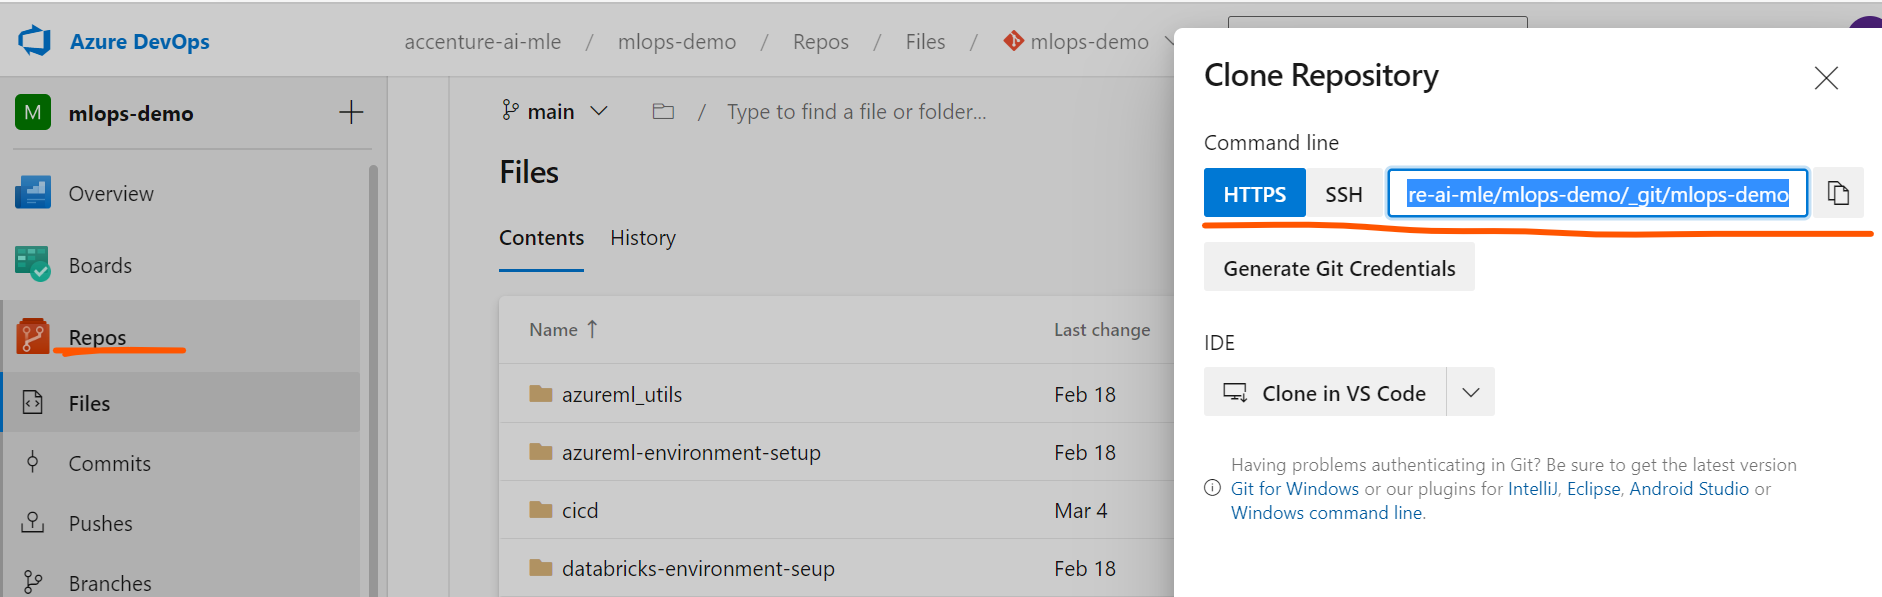 Azure DevOps
accenture-ai-mle / mlops-demo / Repos / Files / mlops-demo
M mlops-demo
Overview
Boards
Repos
Files
Commits
Pushes
Branches
main / Type to find a file or folder...
Files
Contents History
Name ↑ Last change
azureml_utils Feb 18
azureml-environment-setup Feb 18
cicd Mar 4
databricks-environment-seup Feb 18
Clone Repository
Command line
HTTPS SSH re-ai-mle/mlops-demo/_git/mlops-demo
Generate Git Credentials
IDE
Clone in VS Code
Having problems authenticating in Git? Be sure to get the latest version
Git for Windows or our plugins for IntelliJ, Eclipse, Android Studio or
Windows command line.